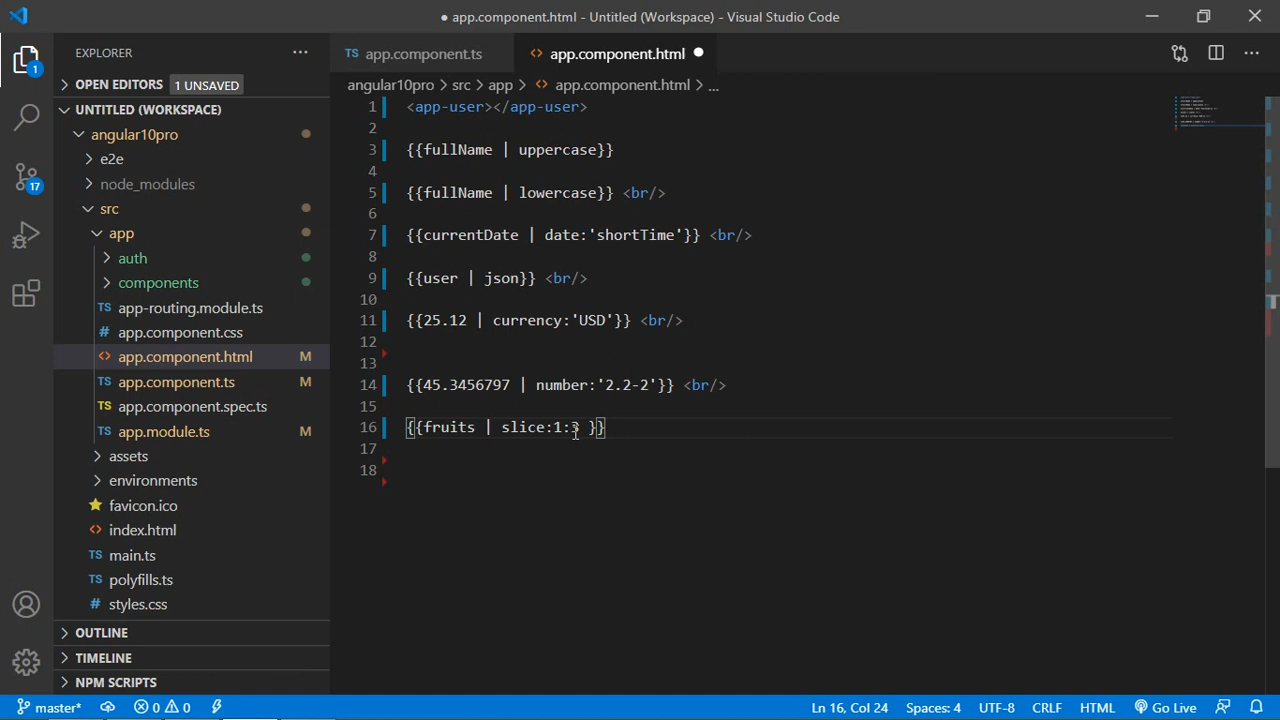 ● app.component.html - Untitled (Workspace) - Visual Studio Code
EXPLORER
OPEN EDITORS 1 UNSAVED
UNTITLED (WORKSPACE)
angular10pro
e2e
node_modules
src
app
auth
components
TS app-routing.module.ts
# app.component.css
<> app.component.html M
TS app.component.ts M
TS app.component.spec.ts
TS app.module.ts M
assets
environments
favicon.ico
<> index.html
TS main.ts
TS polyfills.ts
# styles.css
OUTLINE
TIMELINE
NPM SCRIPTS
1
17
TS app.component.ts <> app.component.html ●
angular10pro > src > app > <> app.component.html > ...
1 <app-user></app-user>
2
3 {{fullName | uppercase}}
4
5 {{fullName | lowercase}} <br/>
6
7 {{currentDate | date:'shortTime'}} <br/>
8
9 {{user | json}} <br/>
10
11 {{25.12 | currency:'USD'}} <br/>
12
13
14 {{45.3456797 | number:'2.2-2'}} <br/>
15
16 {{fruits | slice:1:3 }}
17
18
master* 0 0 Ln 16, Col 24 Spaces: 4 UTF-8 CRLF HTML Go Live